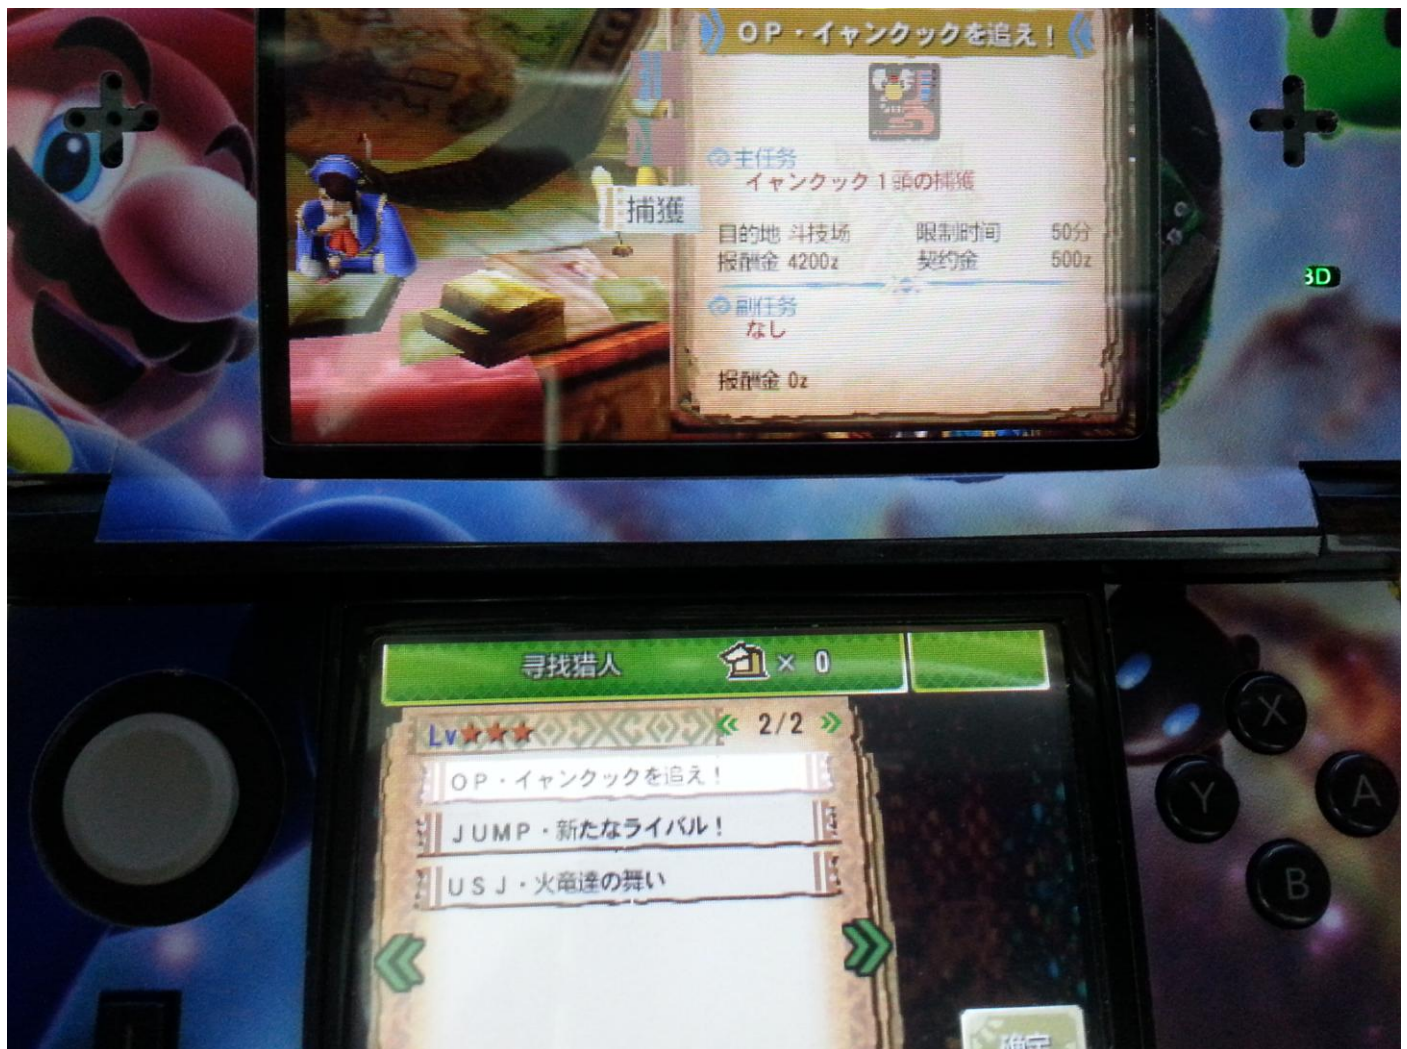 OP・イャンクックを追え！
主任务
イャンクック1頭の捕獲
捕獲
目的地 斗技场 限制时间 50分
报酬金 4200z 契约金 500z
副任务
なし
报酬金 0z
3D
寻找猎人 × 0
Lv★★★ 2/2
OP・イャンクックを追え！
JUMP・新たなライバル！
USJ・火竜達の舞い
X
Y
A
B